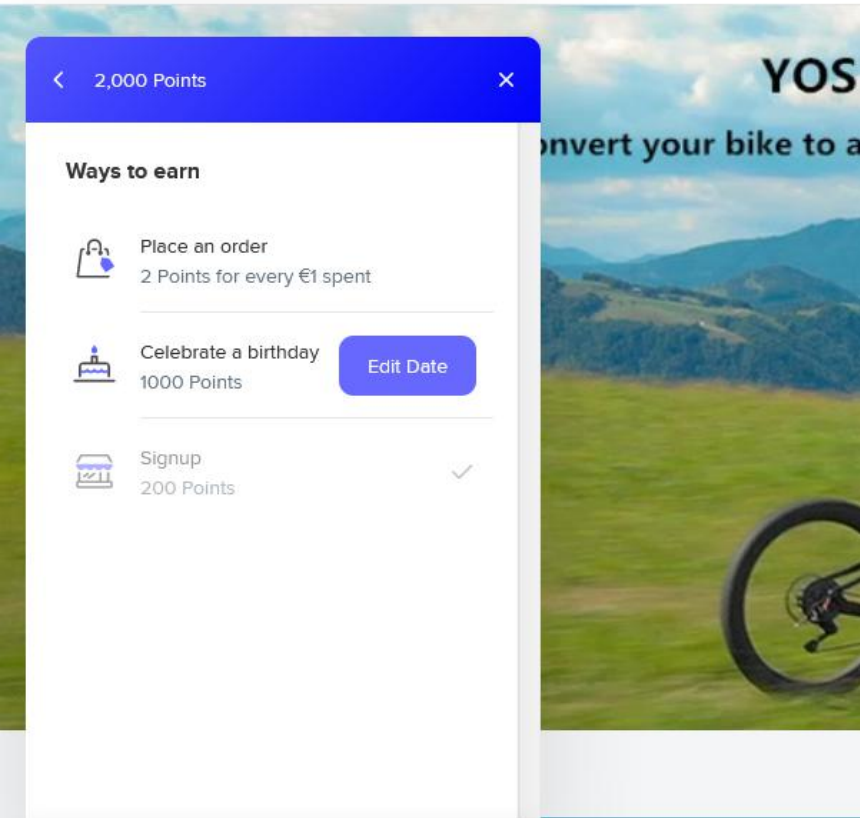 2,000 Points
YOS
Ways to earn
nvert your bike to a
Place an order
2 Points for every €1 spent
Celebrate a birthday
1000 Points
Edit Date
Signup
200 Points